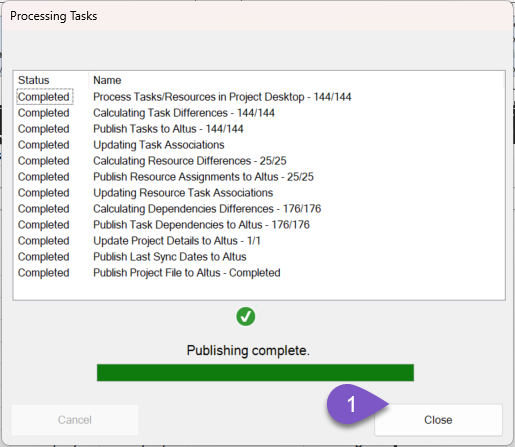 Processing Tasks
Status Name
Completed Process Tasks/Resources in Project Desktop - 144/144
Completed Calculating Task Differences - 144/144
Completed Publish Tasks to Altus - 144/144
Completed Updating Task Associations
Completed Calculating Resource Differences - 25/25
Completed Publish Resource Assignments to Altus - 25/25
Completed Updating Resource Task Associations
Completed Calculating Dependencies Differences - 176/176
Completed Publish Task Dependencies to Altus - 176/176
Completed Update Project Details to Altus - 1/1
Completed Publish Last Sync Dates to Altus
Completed Publish Project File to Altus - Completed
Publishing complete.
1
Cancel Close